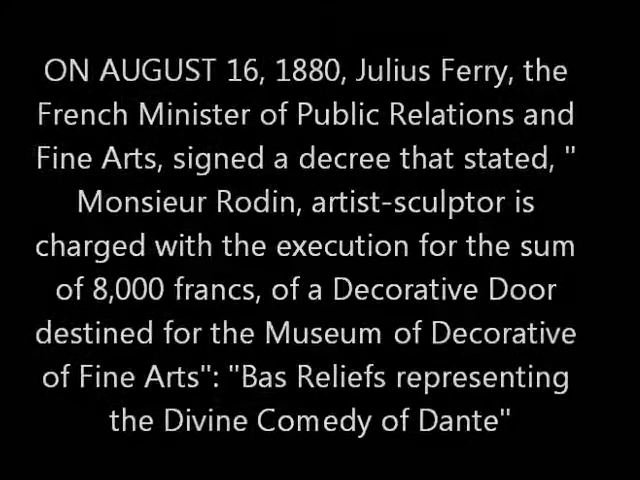 ON AUGUST 16, 1880, Julius Ferry, the
French Minister of Public Relations and
Fine Arts, signed a decree that stated, "
Monsieur Rodin, artist-sculptor is
charged with the execution for the sum
of 8,000 francs, of a Decorative Door
destined for the Museum of Decorative
of Fine Arts": "Bas Reliefs representing
the Divine Comedy of Dante"